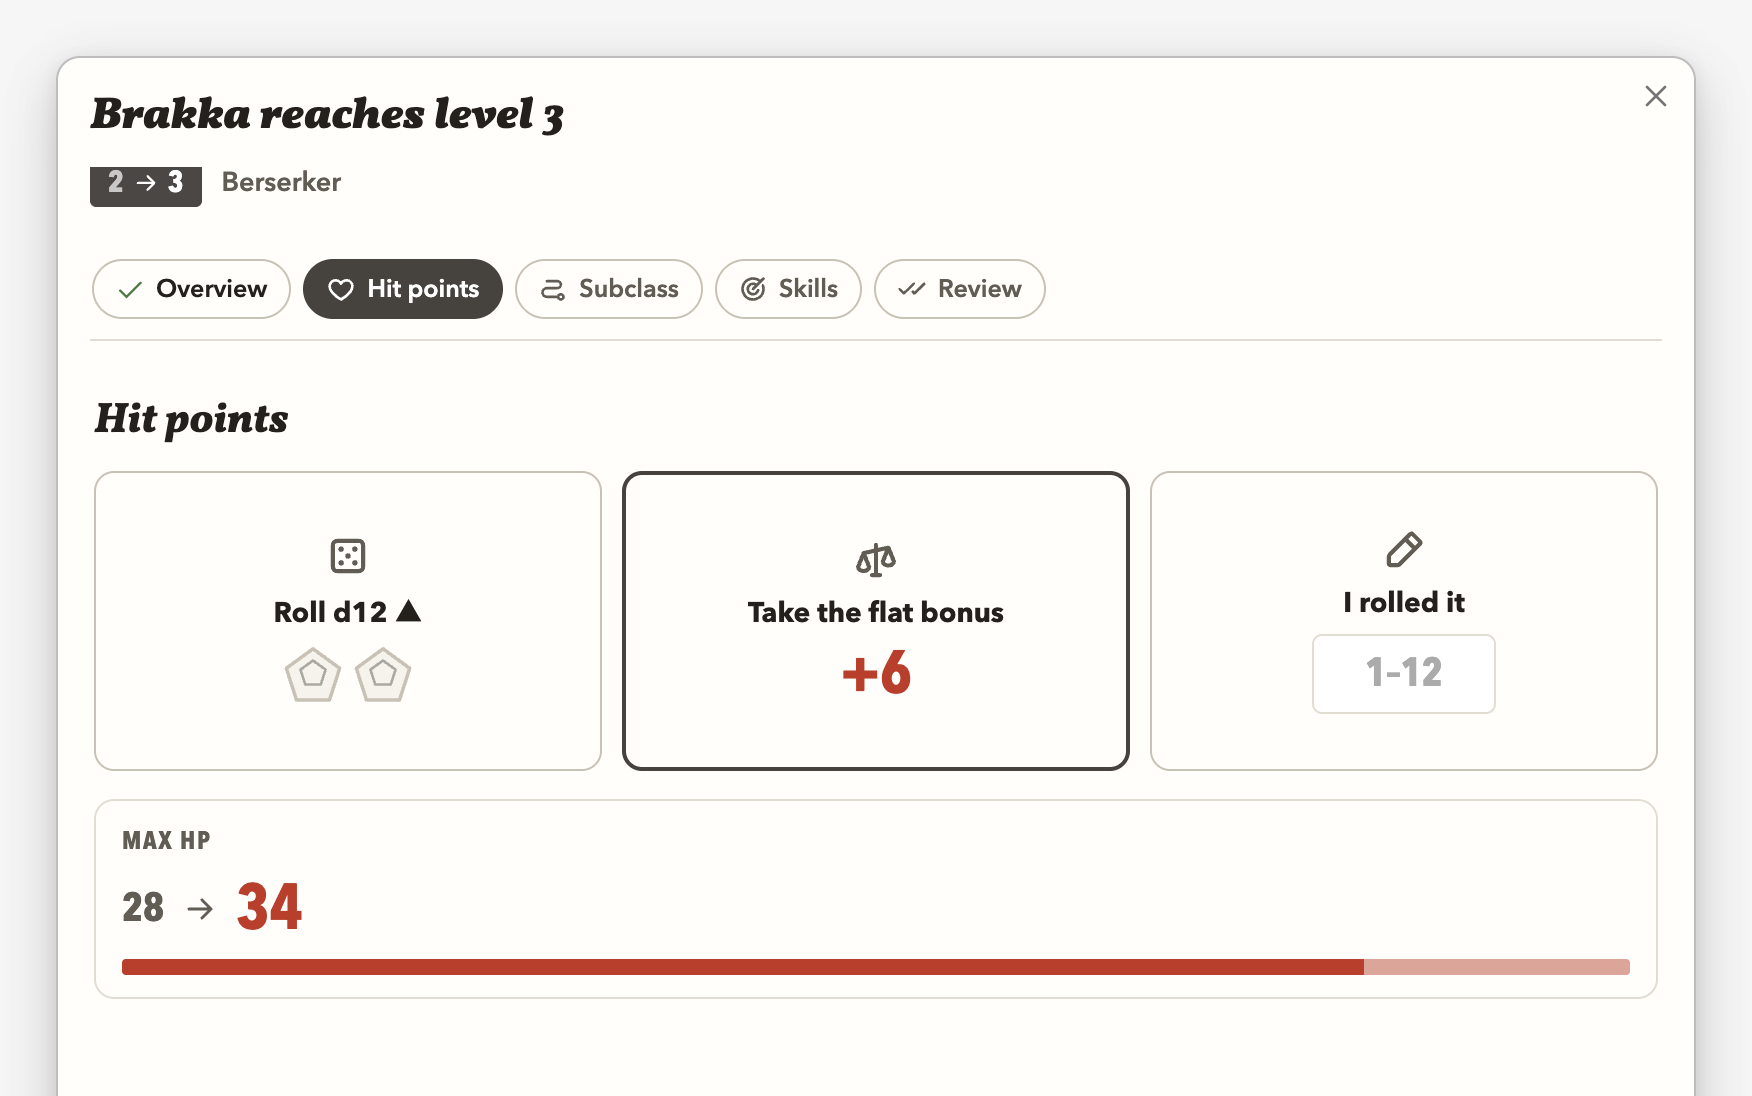 Brakka reaches level 3
2 → 3 Berserker
Overview Hit points Subclass Skills Review
Hit points
Roll d12 ▲
Take the flat bonus
+6
I rolled it
1–12
MAX HP
28 → 34